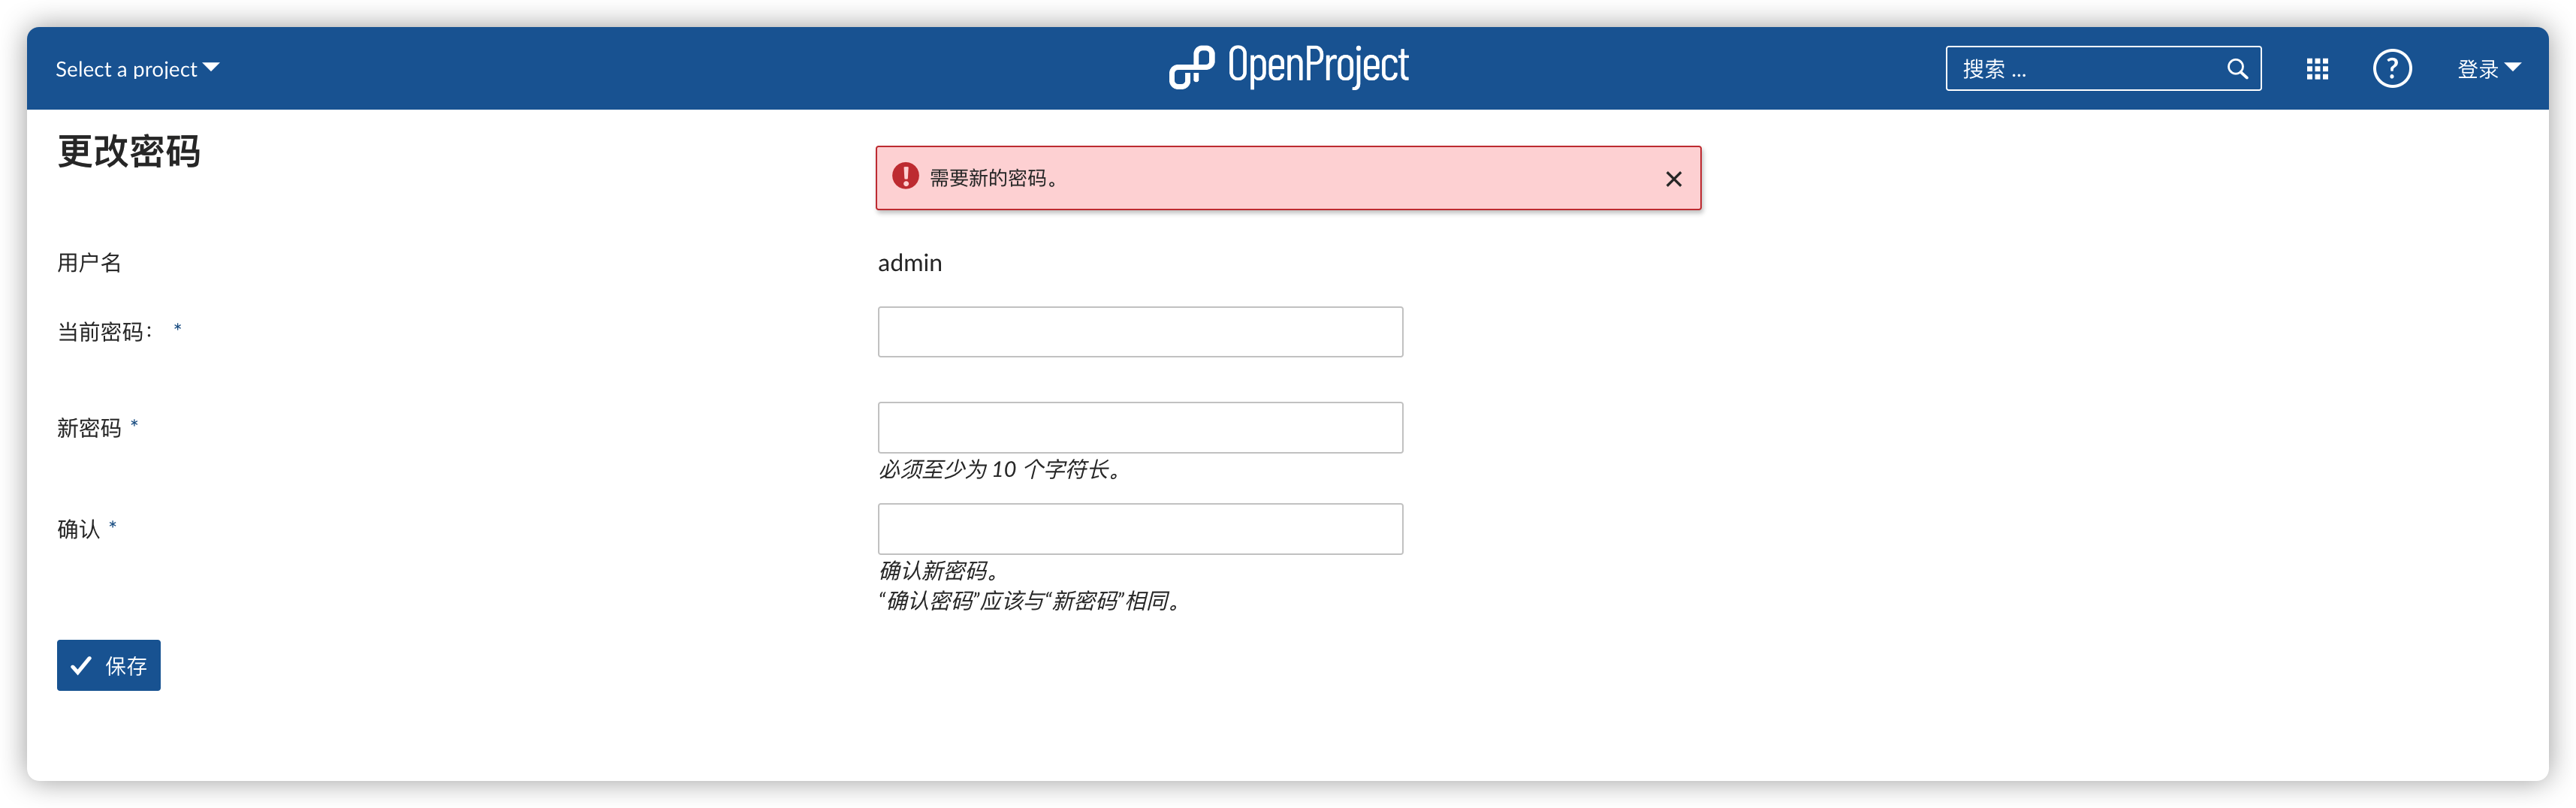 Select a project
OpenProject
搜索 ...
?
登录
更改密码
需要新的密码。
用户名
admin
当前密码： *
新密码 *
必须至少为 10 个字符长。
确认 *
确认新密码。
“确认密码”应该与“新密码”相同。
保存